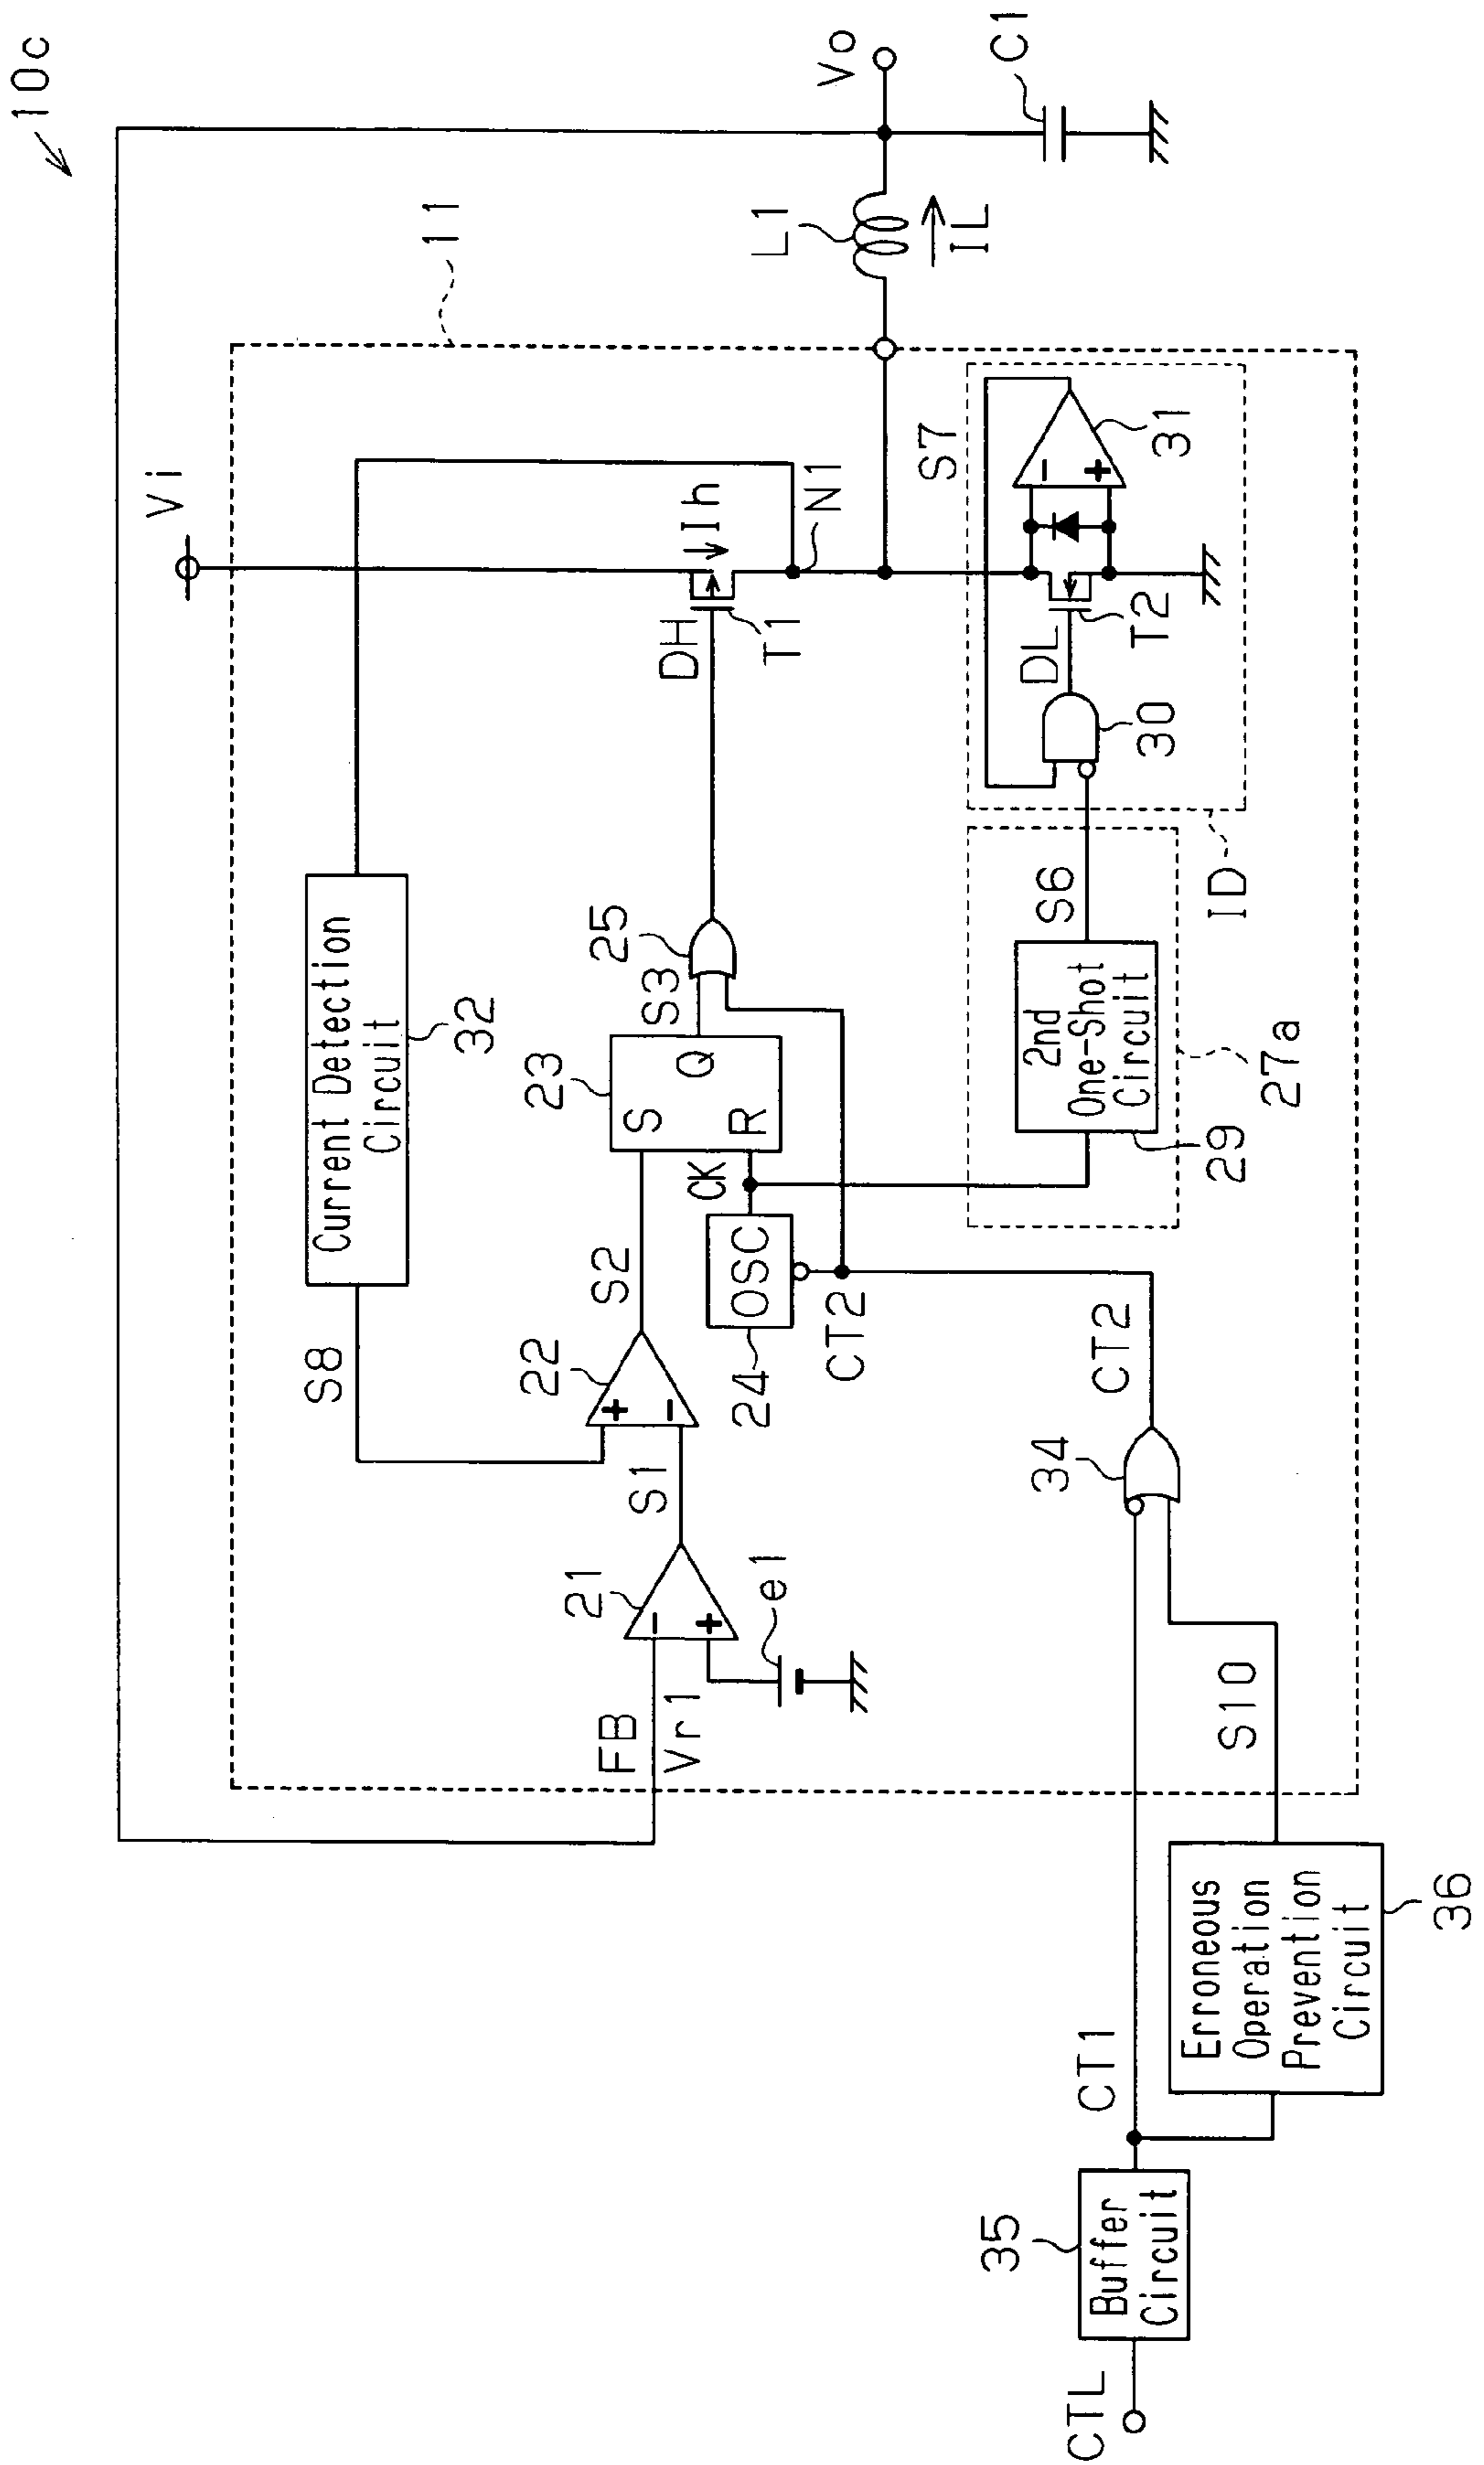 10c
11
Vi
Current Detection
Circuit
32
S8
DH
T1
Ih
N1
L1
IL
Vo
C1
FB
Vr1
21
e1
S1
22
S2
23
S
R
Q
CK
OSC
24
CT2
S3
25
S7
31
T2
DL
30
ID
S6
2nd
One-Shot
Circuit
29
27a
CT2
34
S10
CT1
Erroneous
Operation
Prevention
Circuit
36
35
Buffer
Circuit
CTL